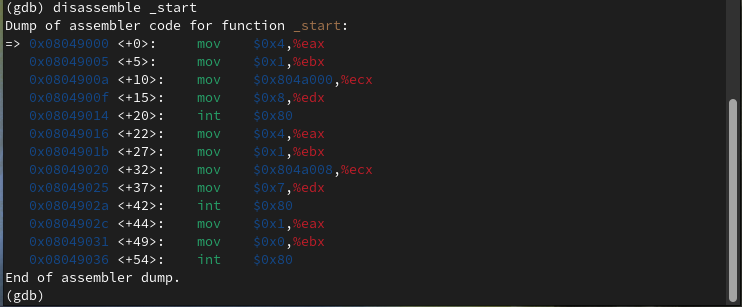 (gdb) disassemble _start
Dump of assembler code for function _start:
=> 0x08049000 <+0>:     mov    $0x4,%eax
   0x08049005 <+5>:     mov    $0x1,%ebx
   0x0804900a <+10>:    mov    $0x804a000,%ecx
   0x0804900f <+15>:    mov    $0x8,%edx
   0x08049014 <+20>:    int    $0x80
   0x08049016 <+22>:    mov    $0x4,%eax
   0x0804901b <+27>:    mov    $0x1,%ebx
   0x08049020 <+32>:    mov    $0x804a008,%ecx
   0x08049025 <+37>:    mov    $0x7,%edx
   0x0804902a <+42>:    int    $0x80
   0x0804902c <+44>:    mov    $0x1,%eax
   0x08049031 <+49>:    mov    $0x0,%ebx
   0x08049036 <+54>:    int    $0x80
End of assembler dump.
(gdb)